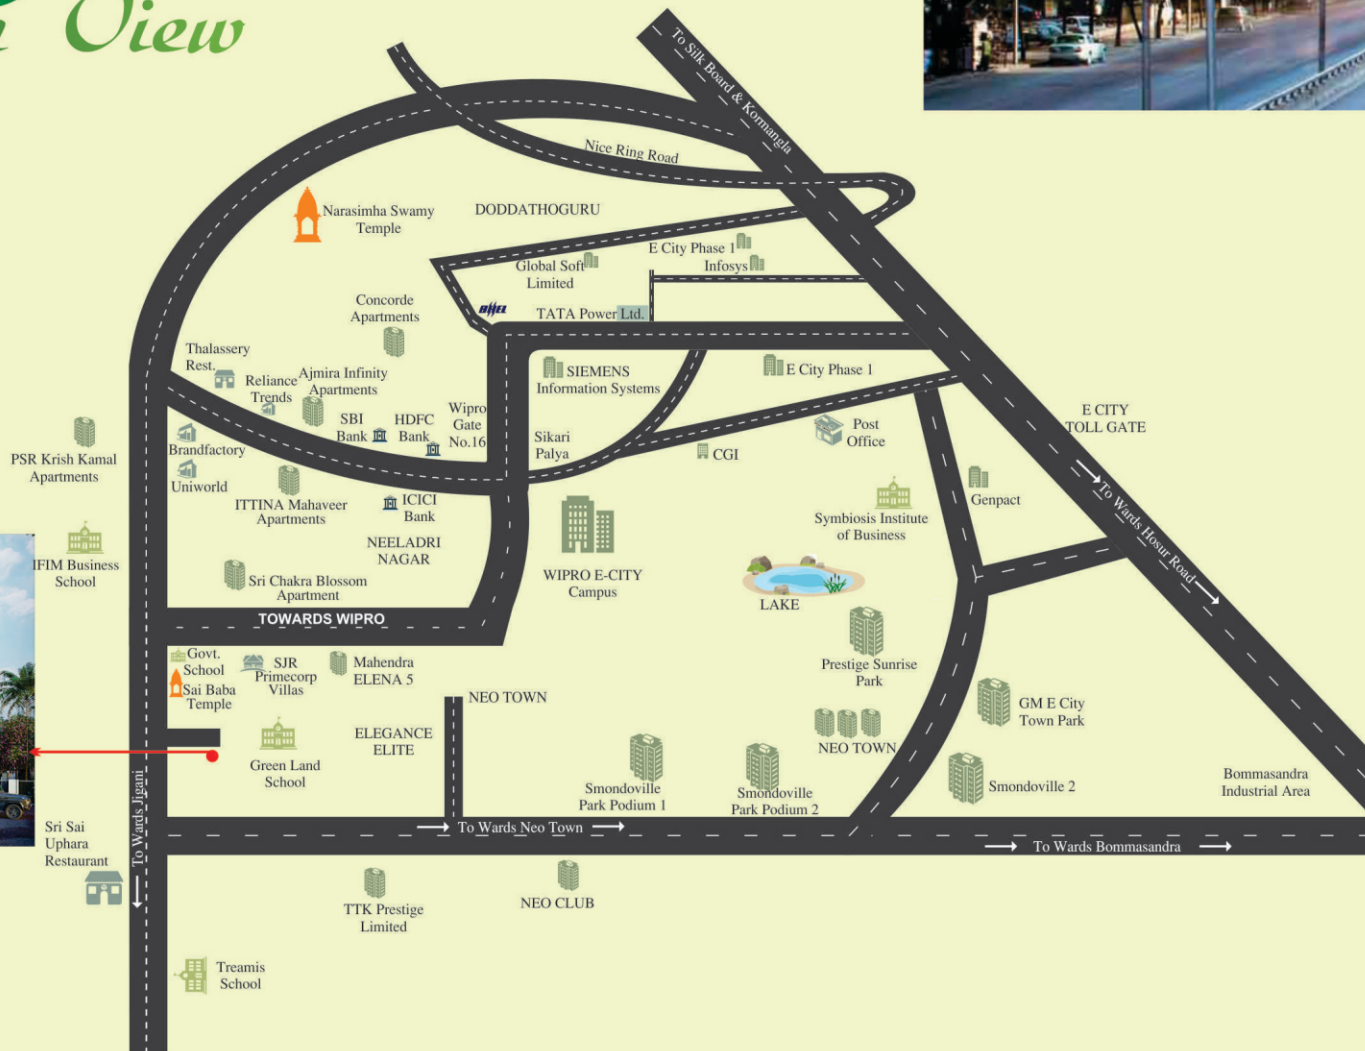 View
To Silk Board & Kormangla
Nice Ring Road
Narasimha Swamy
Temple
DODDATHOGURU
E City Phase 1
Infosys
Global Soft
Limited
Concorde
Apartments
BHEL
TATA Power Ltd.
Thalassery
Rest.
Reliance
Trends
Ajmira Infinity
Apartments
SBI
Bank
HDFC
Bank
Wipro
Gate
No.16
SIEMENS
Information Systems
E City Phase 1
Sikari
Palya
CGI
Post
Office
E CITY
TOLL GATE
PSR Krish Kamal
Apartments
Brandfactory
Uniworld
ITTINA Mahaveer
Apartments
ICICI
Bank
NEELADRI
NAGAR
Genpact
Symbiosis Institute
of Business
To Wards Hosur Road
IFIM Business
School
Sri Chakra Blossom
Apartment
WIPRO E-CITY
Campus
LAKE
TOWARDS WIPRO
Govt.
School
Sai Baba
Temple
SJR
Primecorp
Villas
Mahendra
ELENA 5
Prestige Sunrise
Park
NEO TOWN
GM E City
Town Park
ELEGANCE
ELITE
NEO TOWN
Green Land
School
Smondoville
Park Podium 1
Smondoville
Park Podium 2
Smondoville 2
Bommasandra
Industrial Area
To Wards Jigani
Sri Sai
Uphara
Restaurant
To Wards Neo Town
To Wards Bommasandra
TTK Prestige
Limited
NEO CLUB
Treamis
School